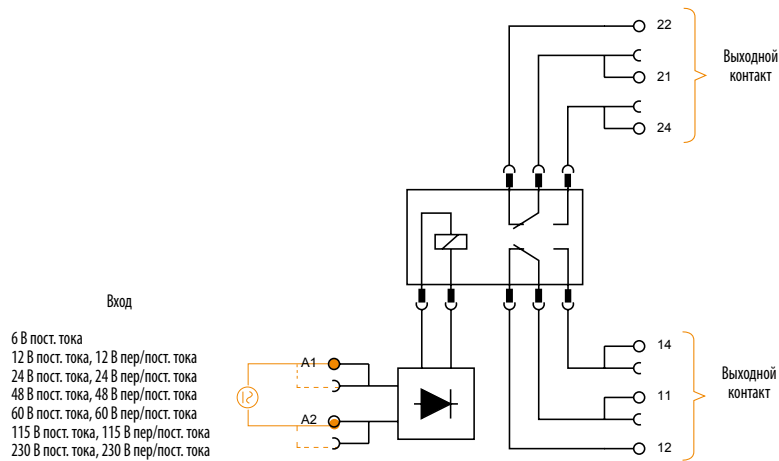 22
Выходной
контакт
21
24
Вход
6 В пост. тока
12 В пост. тока, 12 В пер/пост. тока
24 В пост. тока, 24 В пер/пост. тока
48 В пост. тока, 48 В пер/пост. тока
60 В пост. тока, 60 В пер/пост. тока
115 В пост. тока, 115 В пер/пост. тока
230 В пост. тока, 230 В пер/пост. тока
A1
A2
14
11
Выходной
контакт
12